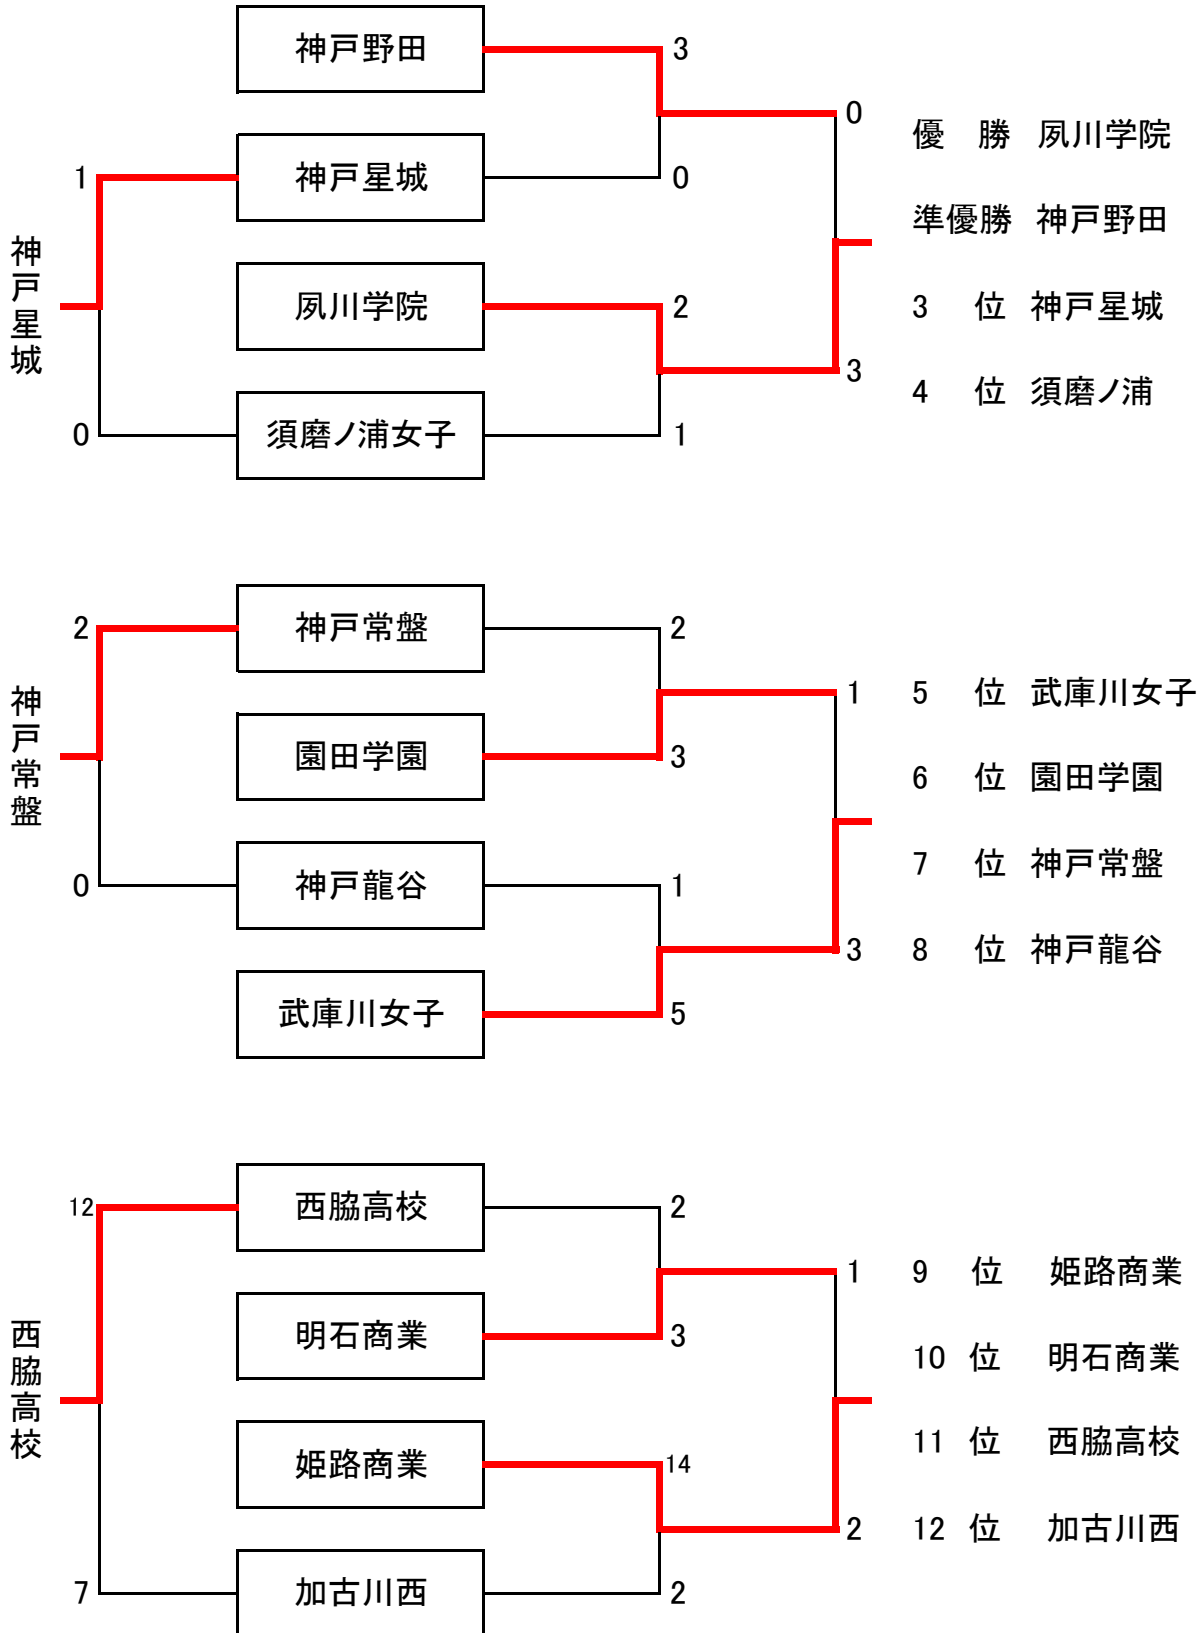 神戸野田
3
0
優　勝　夙川学院
1
神戸星城
0
準優勝　神戸野田
神戸星城
夙川学院
2
3　位　神戸星城
3
4　位　須磨ノ浦
0
須磨ノ浦女子
1
2
神戸常盤
2
1
5　位　武庫川女子
神戸常盤
園田学園
3
6　位　園田学園
7　位　神戸常盤
0
神戸龍谷
1
3
8　位　神戸龍谷
武庫川女子
5
12
西脇高校
2
1
9　位　姫路商業
西脇高校
明石商業
3
10　位　明石商業
11　位　西脇高校
姫路商業
14
2
12　位　加古川西
7
加古川西
2